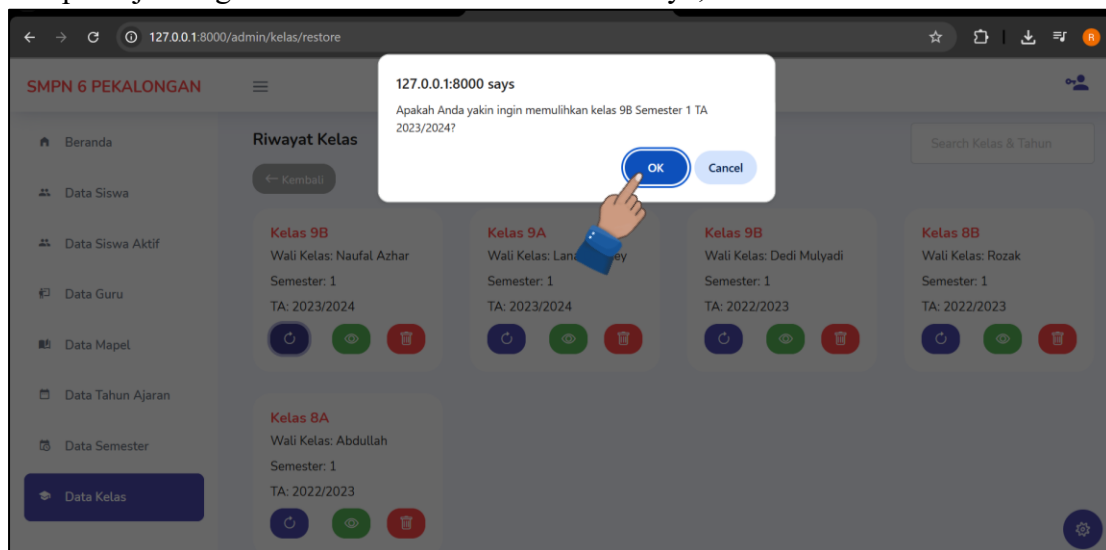 127.0.0.1:8000/admin/kelas/restore
SMPN 6 PEKALONGAN
127.0.0.1:8000 says
Apakah Anda yakin ingin memulihkan kelas 9B Semester 1 TA
2023/2024?
OK Cancel
Beranda
Data Siswa
Data Siswa Aktif
Data Guru
Data Mapel
Data Tahun Ajaran
Data Semester
Data Kelas
Riwayat Kelas
Search Kelas & Tahun
← Kembali
Kelas 9B
Wali Kelas: Naufal Azhar
Semester: 1
TA: 2023/2024
Kelas 9A
Wali Kelas:
Semester: 1
TA: 2023/2024
Kelas 9B
Wali Kelas: Dedi Mulyadi
Semester: 1
TA: 2022/2023
Kelas 8B
Wali Kelas: Rozak
Semester: 1
TA: 2022/2023
Kelas 8A
Wali Kelas: Abdullah
Semester: 1
TA: 2022/2023